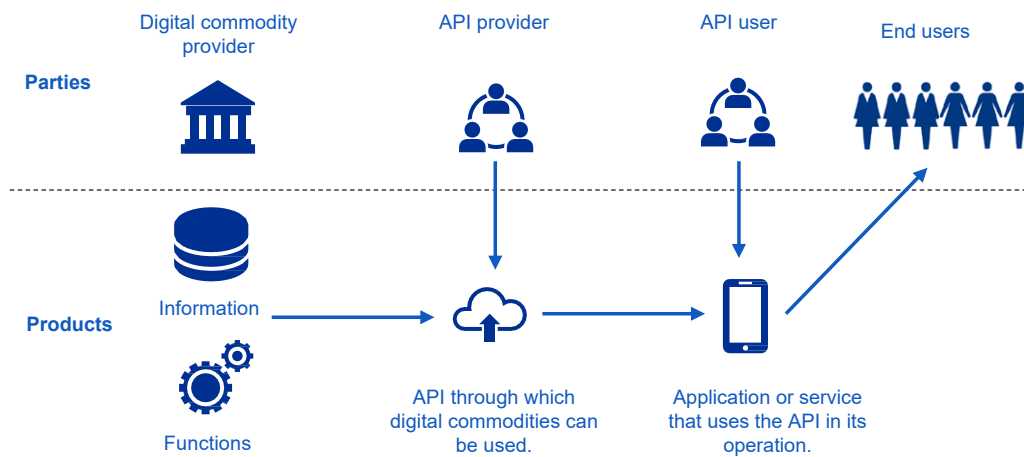 Digital commodity
provider
API provider
API user
End users
Parties
Information
Products
Functions
API through which
digital commodities can
be used.
Application or service
that uses the API in its
operation.